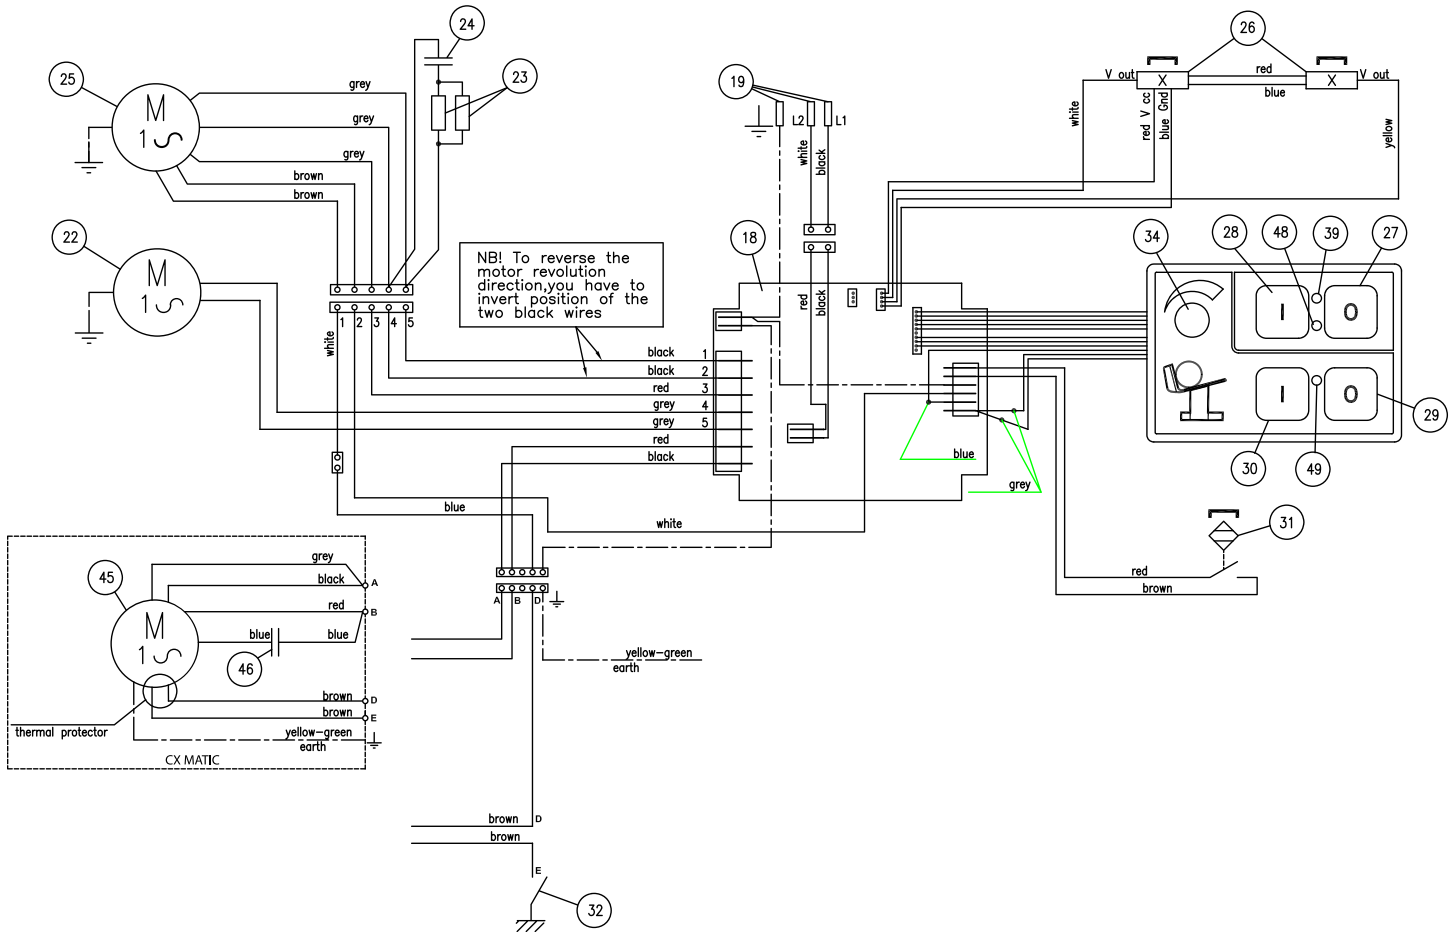 24
25
23
26
19
M
1
grey
grey
grey
brown
brown
V out
red
blue
V out
X
X
white
red V cc
blue Gnd
yellow
L2
L1
white
black
22
M
1
18
34
28
48
39
27
NB! To reverse the
motor revolution
direction,you have to
invert position of the
two black wires
red
black
I
O
1
2
3
4
5
white
black
1
black
2
red
3
grey
4
grey
5
red
black
I
O
29
30
49
blue
grey
blue
white
31
red
brown
45
grey
black
A
red
B
M
1
blue
blue
46
brown
D
brown
E
thermal protector
yellow-green
earth
CX MATIC
A
B
D
yellow-green
earth
brown
D
brown
E
32